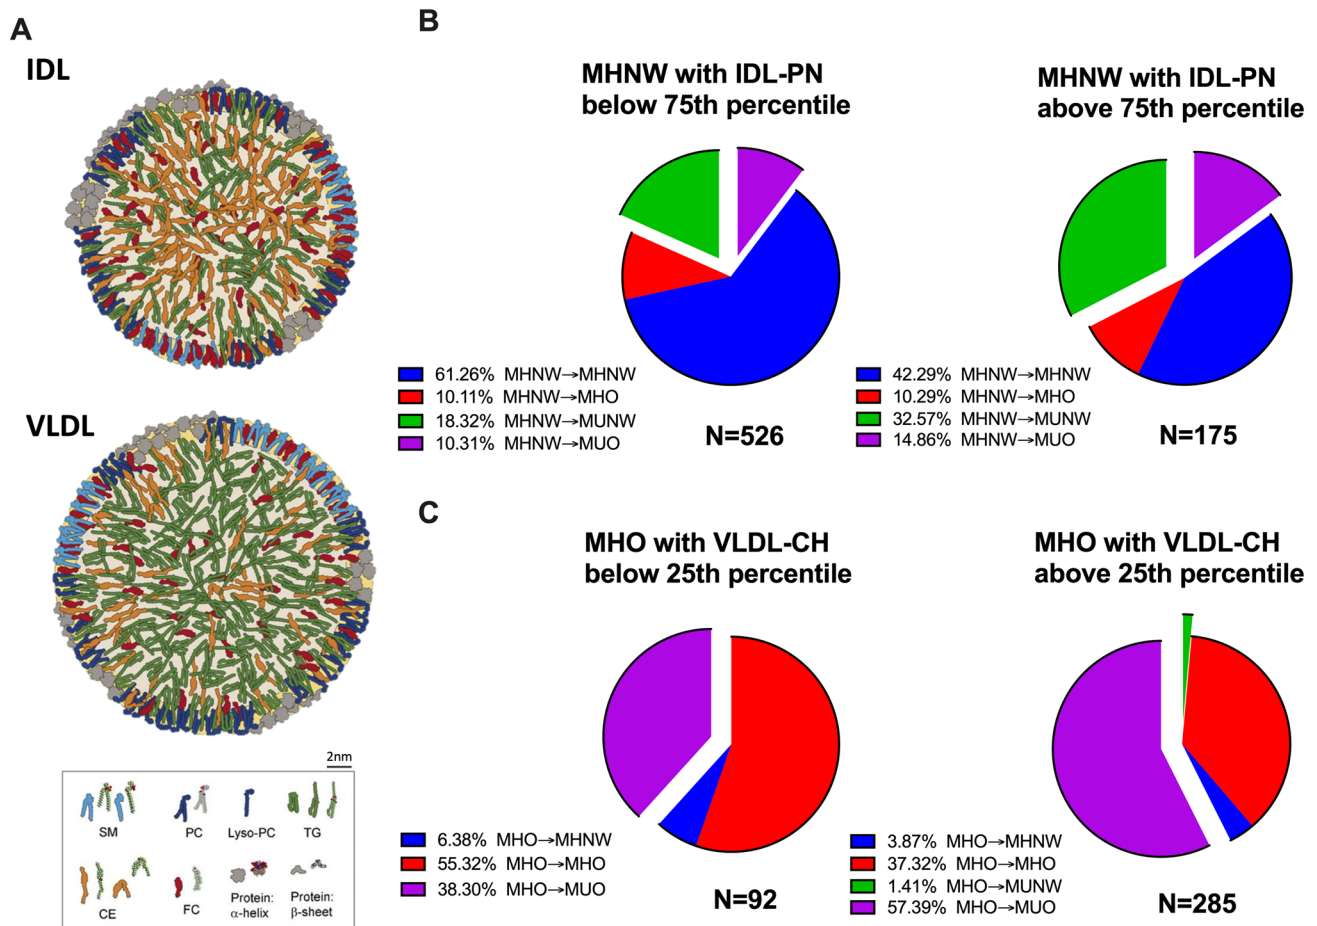 A
IDL
VLDL
2nm
SM
PC
Lyso-PC
TG
CE
FC
Protein:
α-helix
Protein:
β-sheet
B
MHNW with IDL-PN
below 75th percentile
61.26% MHNW→MHNW
10.11% MHNW→MHO
18.32% MHNW→MUNW
10.31% MHNW→MUO
N=526
MHNW with IDL-PN
above 75th percentile
42.29% MHNW→MHNW
10.29% MHNW→MHO
32.57% MHNW→MUNW
14.86% MHNW→MUO
N=175
C
MHO with VLDL-CH
below 25th percentile
6.38% MHO→MHNW
55.32% MHO→MHO
38.30% MHO→MUO
N=92
MHO with VLDL-CH
above 25th percentile
3.87% MHO→MHNW
37.32% MHO→MHO
1.41% MHO→MUNW
57.39% MHO→MUO
N=285